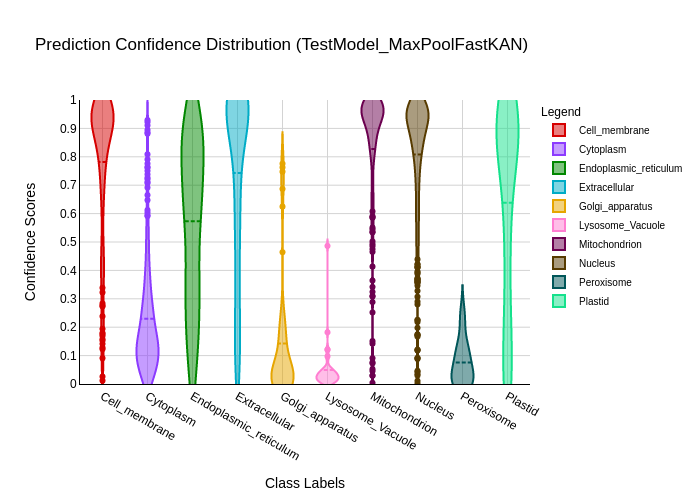 Prediction Confidence Distribution (TestModel_MaxPoolFastKAN)
Confidence Scores
1
0.9
0.8
0.7
0.6
0.5
0.4
0.3
0.2
0.1
0
Cell_membrane
Cytoplasm
Endoplasmic_reticulum
Extracellular
Golgi_apparatus
Lysosome_Vacuole
Mitochondrion
Nucleus
Peroxisome
Plastid
Class Labels
Legend
Cell_membrane
Cytoplasm
Endoplasmic_reticulum
Extracellular
Golgi_apparatus
Lysosome_Vacuole
Mitochondrion
Nucleus
Peroxisome
Plastid